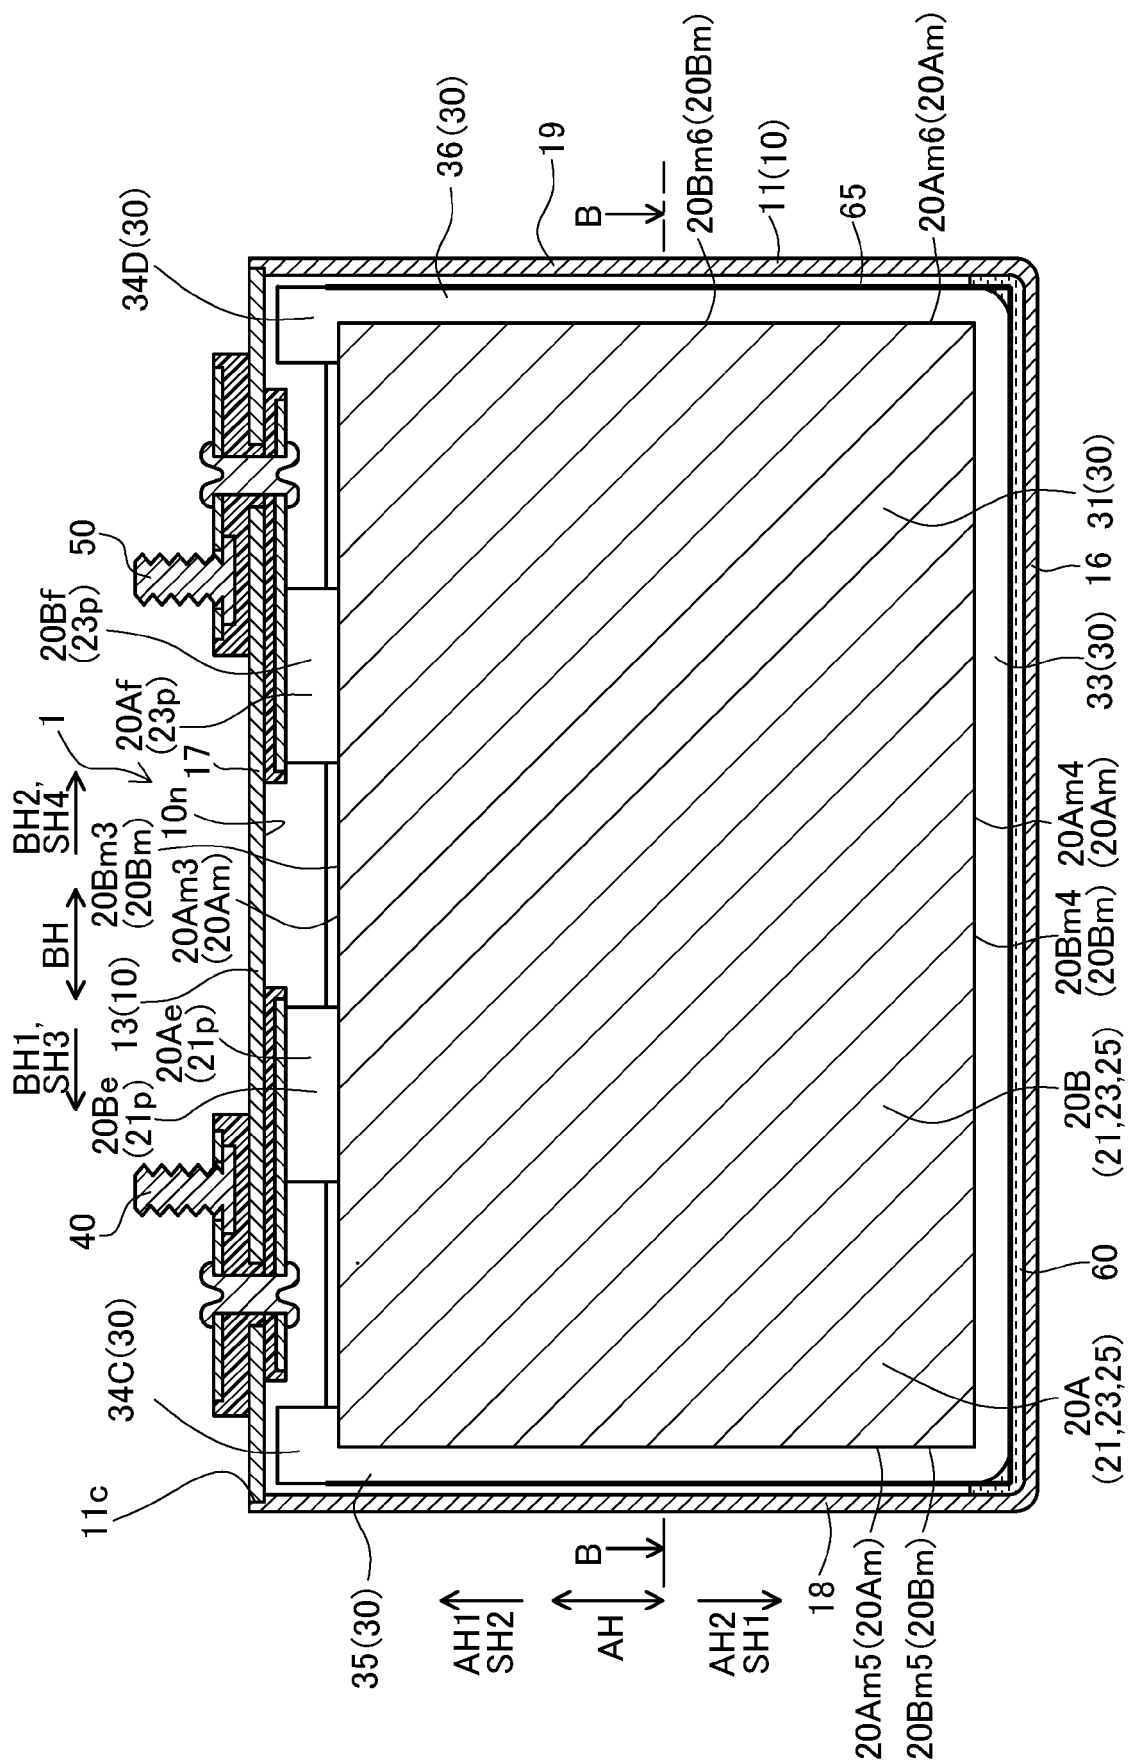 BH1,
SH3
BH
BH2,
SH4
1
40
20Be
(21p)
13(10)
20Ae
(21p)
20Bm3
(20Bm)
20Am3
(20Am)
10n
17
20Af
(23p)
20Bf
(23p)
50
34D(30)
11c
34C(30)
36(30)
19
35(30)
B
B
AH1
SH2
AH
AH2
SH1
18
20Am5(20Am)
20Bm5(20Bm)
20Bm6(20Bm)
11(10)
65
20Am6(20Am)
20A
(21,23,25)
60
20B
(21,23,25)
20Bm4
(20Bm)
20Am4
(20Am)
33(30)
16
31(30)